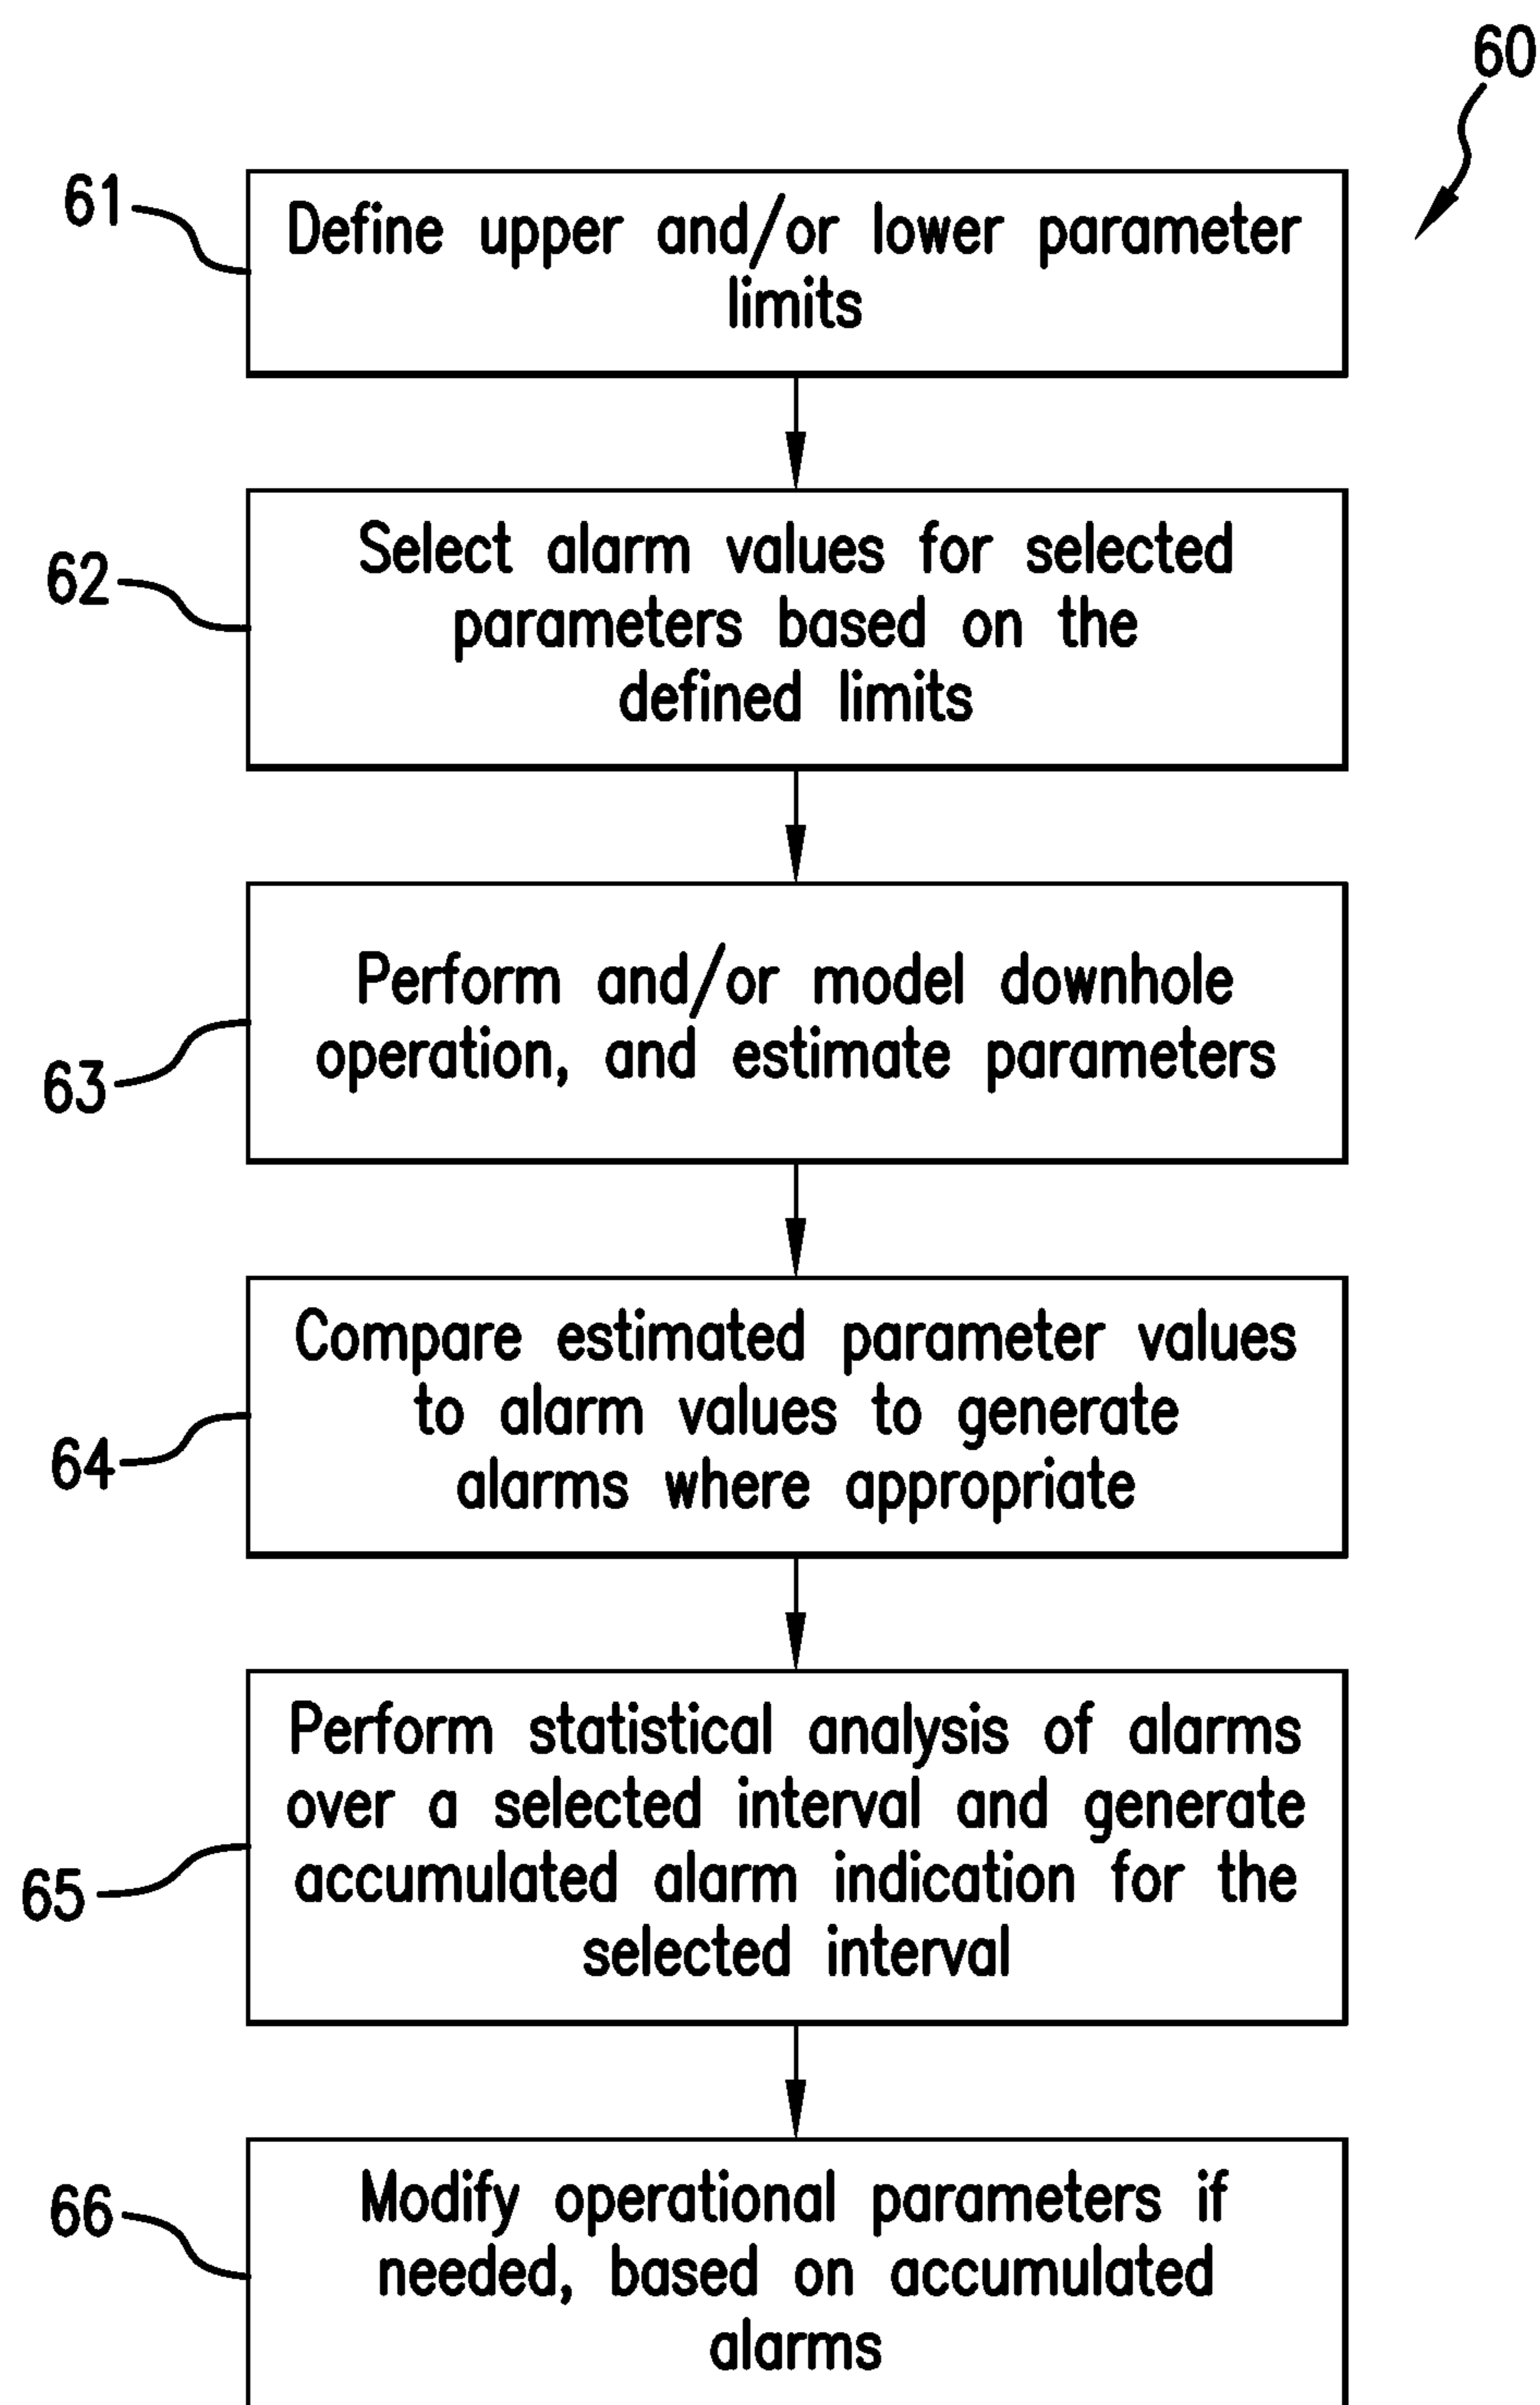 60
61
Define upper and/or lower parameter
limits
62
Select alarm values for selected
parameters based on the
defined limits
63
Perform and/or model downhole
operation, and estimate parameters
64
Compare estimated parameter values
to alarm values to generate
alarms where appropriate
65
Perform statistical analysis of alarms
over a selected interval and generate
accumulated alarm indication for the
selected interval
66
Modify operational parameters if
needed, based on accumulated
alarms